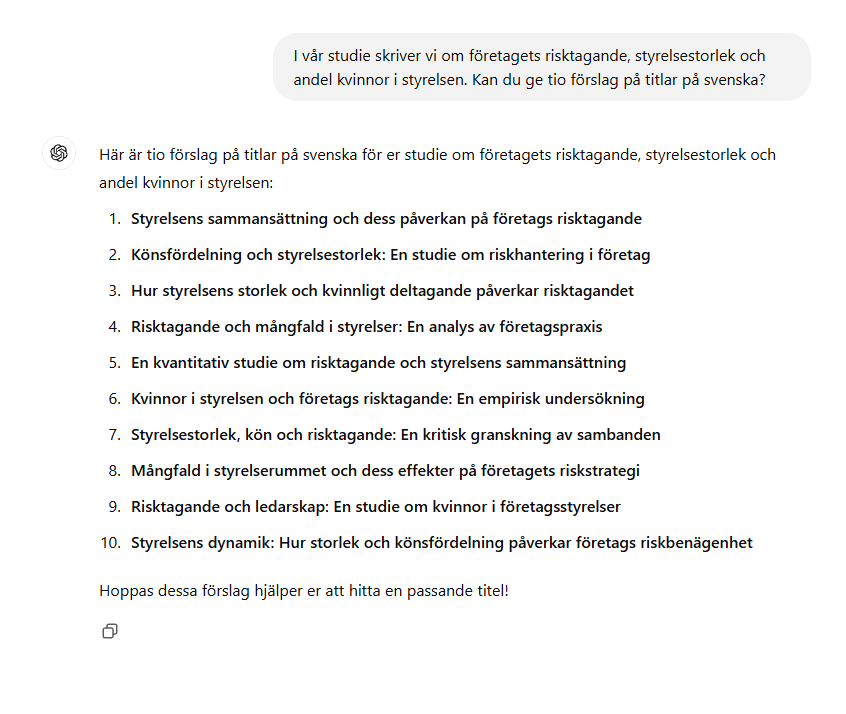 I vår studie skriver vi om företagets risktagande, styrelsestorlek och
andel kvinnor i styrelsen. Kan du ge tio förslag på titlar på svenska?
Här är tio förslag på titlar på svenska för er studie om företagets risktagande, styrelsestorlek och
andel kvinnor i styrelsen:
1. Styrelsens sammansättning och dess påverkan på företags risktagande
2. Könsfördelning och styrelsestorlek: En studie om riskhantering i företag
3. Hur styrelsens storlek och kvinnligt deltagande påverkar risktagandet
4. Risktagande och mångfald i styrelser: En analys av företagspraxis
5. En kvantitativ studie om risktagande och styrelsens sammansättning
6. Kvinnor i styrelsen och företags risktagande: En empirisk undersökning
7. Styrelsestorlek, kön och risktagande: En kritisk granskning av sambanden
8. Mångfald i styrelserummet och dess effekter på företagets riskstrategi
9. Risktagande och ledarskap: En studie om kvinnor i företagsstyrelser
10. Styrelsens dynamik: Hur storlek och könsfördelning påverkar företags riskbenägenhet
Hoppas dessa förslag hjälper er att hitta en passande titel!